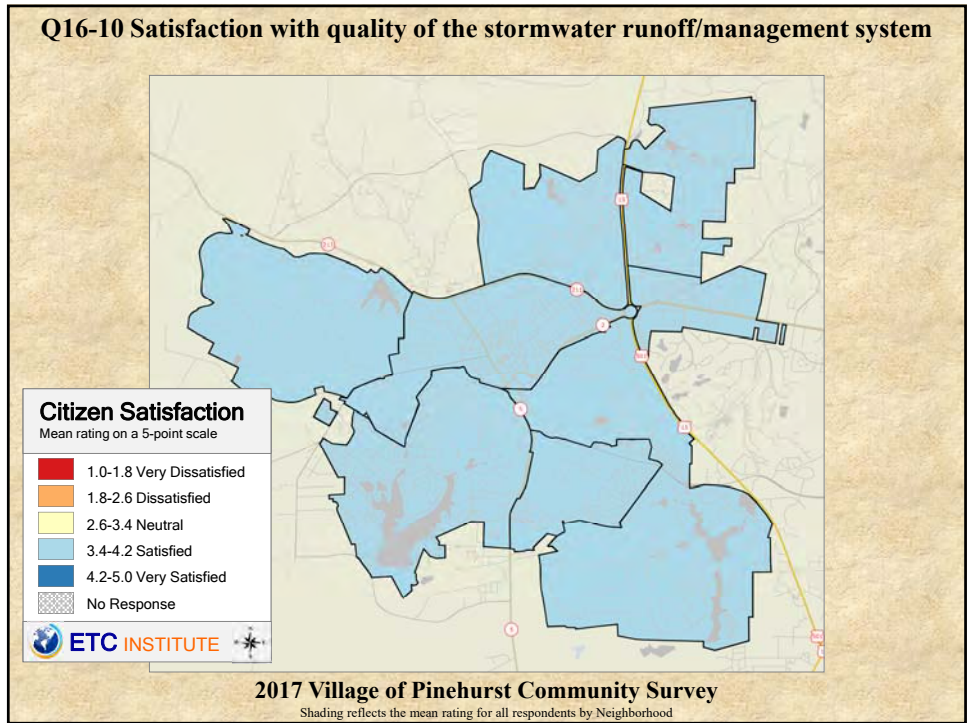 Q16-10 Satisfaction with quality of the stormwater runoff/management system
Citizen Satisfaction
Mean rating on a 5-point scale
1.0-1.8 Very Dissatisfied
1.8-2.6 Dissatisfied
2.6-3.4 Neutral
3.4-4.2 Satisfied
4.2-5.0 Very Satisfied
No Response
ETC INSTITUTE
5
5
2017 Village of Pinehurst Community Survey
Shading reflects the mean rating for all respondents by Neighborhood